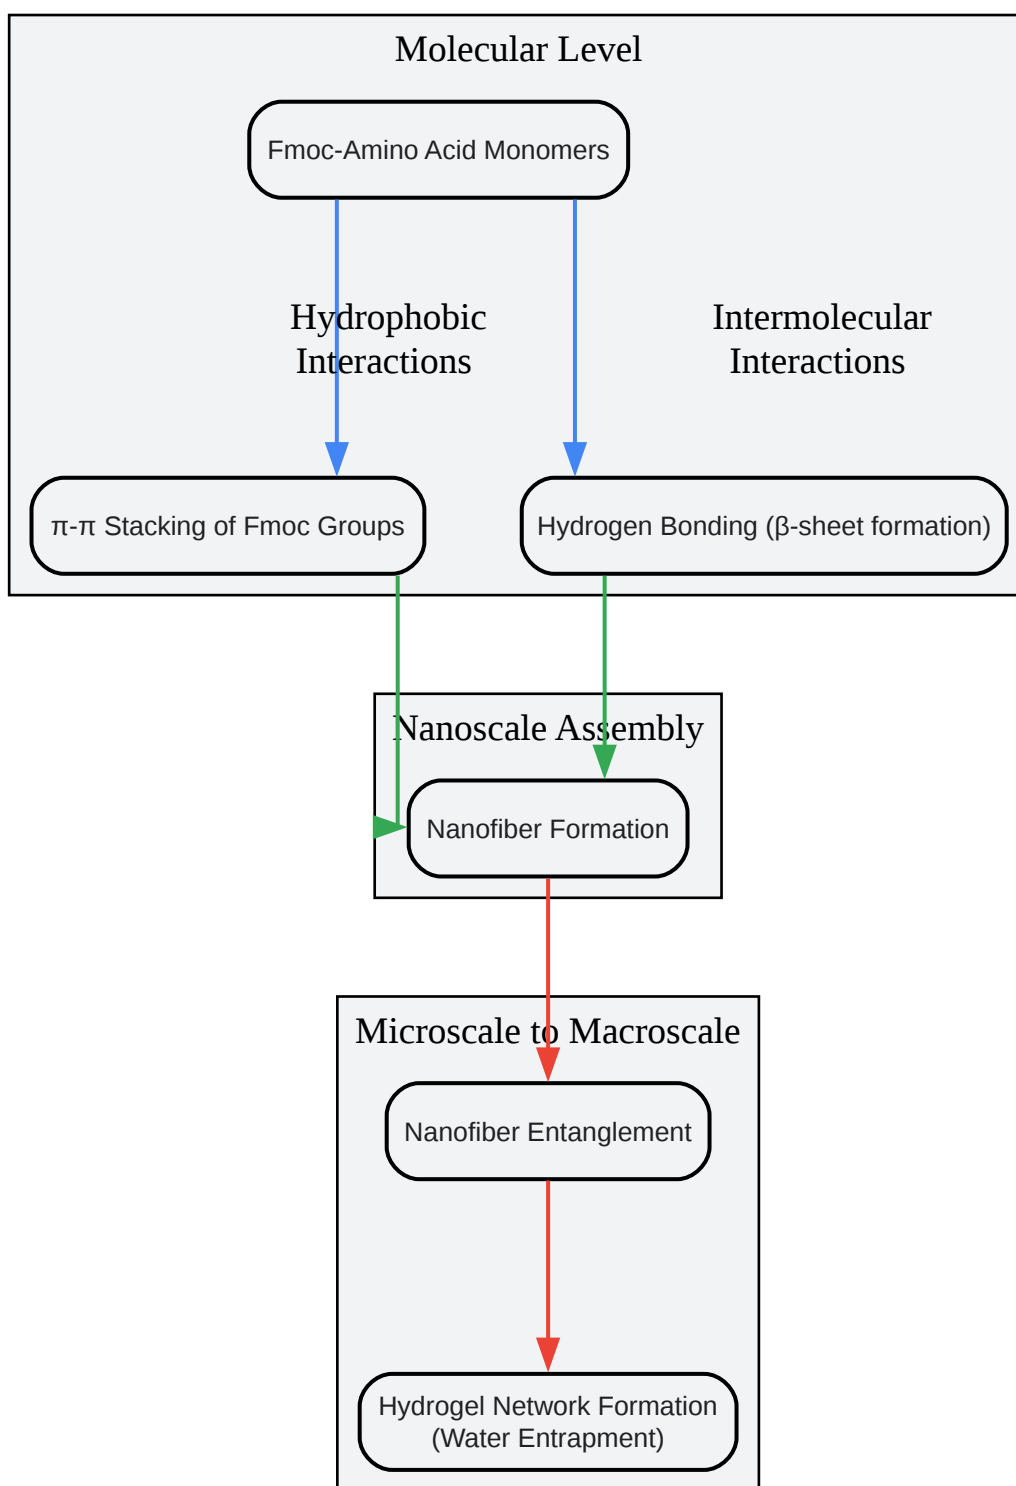 Molecular Level
Fmoc-Amino Acid Monomers
Hydrophobic
Interactions
Intermolecular
Interactions
π-π Stacking of Fmoc Groups
Hydrogen Bonding (β-sheet formation)
Nanoscale Assembly
Nanofiber Formation
Microscale to Macroscale
Nanofiber Entanglement
Hydrogel Network Formation
(Water Entrapment)